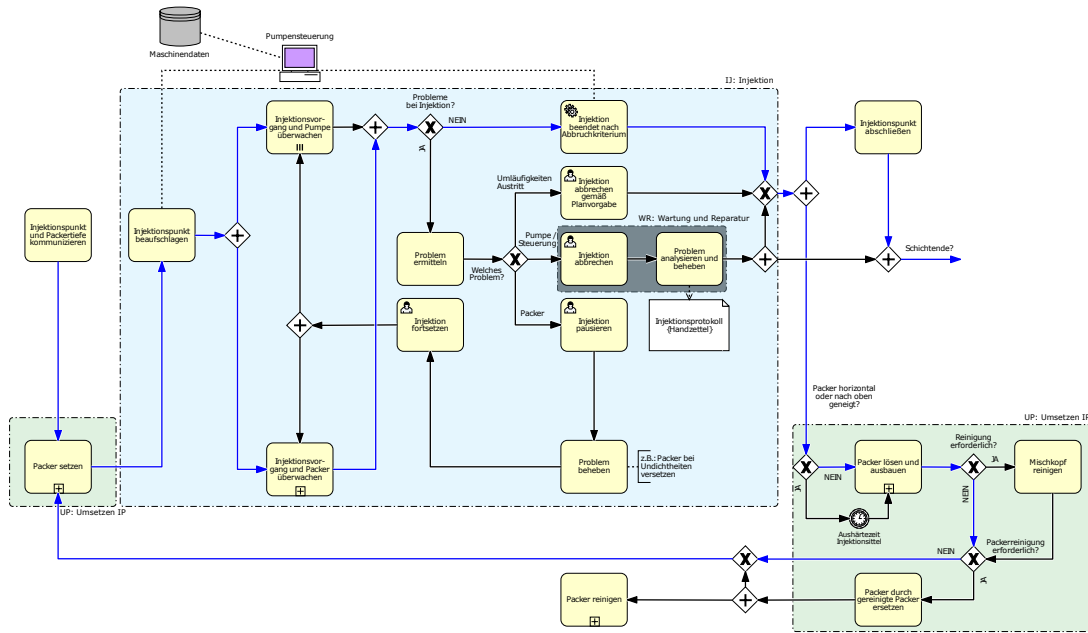 Maschinendaten
Pumpensteuerung
IJ: Injektion
Probleme
bei Injektion?
NEIN
JA
Injektionsvor-
gang und Pumpe
überwachen
Injektion
beendet nach
Abbruchkriterium
Injektionspunkt
abschließen
Umläufigkeiten
Austritt
Injektion
abbrechen
gemäß
Planvorgabe
Injektionspunkt
und Packertiefe
kommunizieren
Injektionspunkt
beaufschlagen
WR: Wartung und Reparatur
Pumpe /
Steuerung
Problem
ermitteln
Welches
Problem?
Injektion
abbrechen
Problem
analysieren und
beheben
Schichtende?
Injektion
fortsetzen
Packer
Injektion
pausieren
Injektionsprotokoll
{Handzettel}
Packer horizontal
oder nach oben
geneigt?
UP: Umsetzen IP
Packer setzen
Injektionsvor-
gang und Packer
überwachen
Problem
beheben
z.B.: Packer bei
Undichtheiten
versetzen
NEIN
JA
Packer lösen und
ausbauen
Reinigung
erforderlich?
JA
NEIN
Mischkopf
reinigen
UP: Umsetzen IP
Aushärtezeit
Injektionsittel
NEIN
Packerreinigung
erforderlich?
JA
Packer reinigen
Packer durch
gereinigte Packer
ersetzen